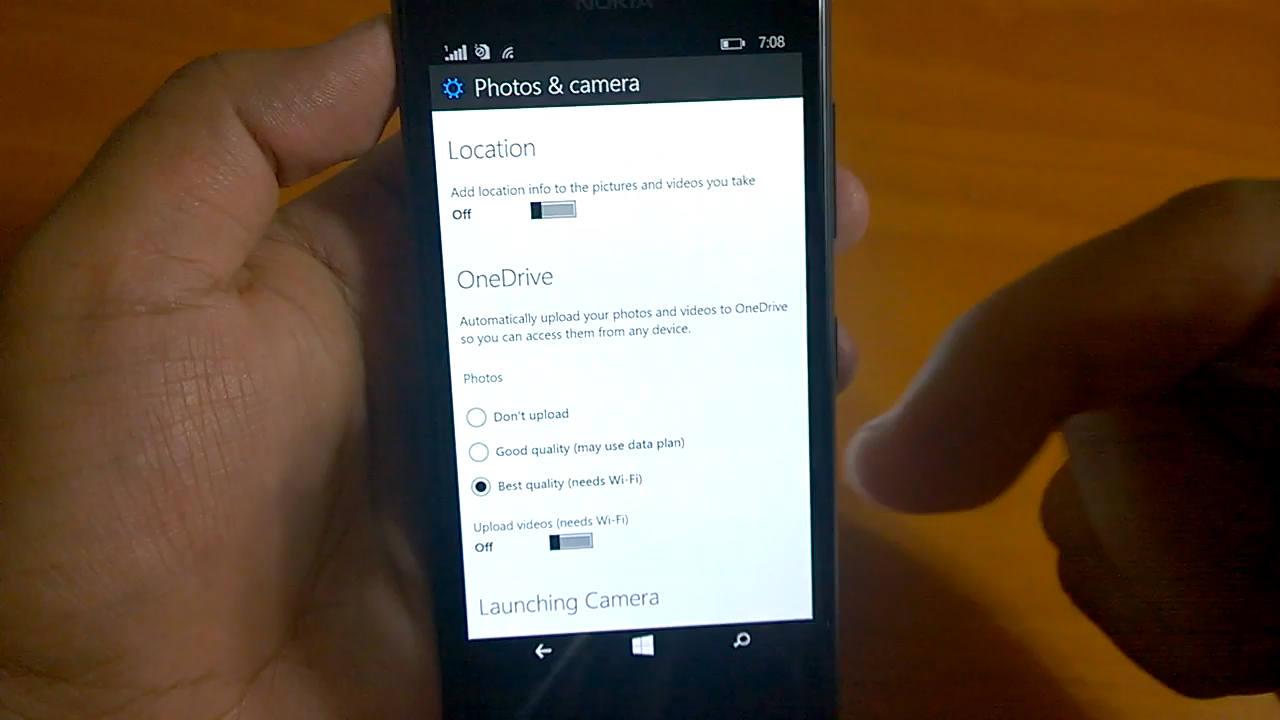 NOKIA
7:08
Photos & camera
Location
Add location info to the pictures and videos you take
Off
OneDrive
Automatically upload your photos and videos to OneDrive
so you can access them from any device.
Photos
Don't upload
Good quality (may use data plan)
Best quality (needs Wi-Fi)
Upload videos (needs Wi-Fi)
Off
Launching Camera